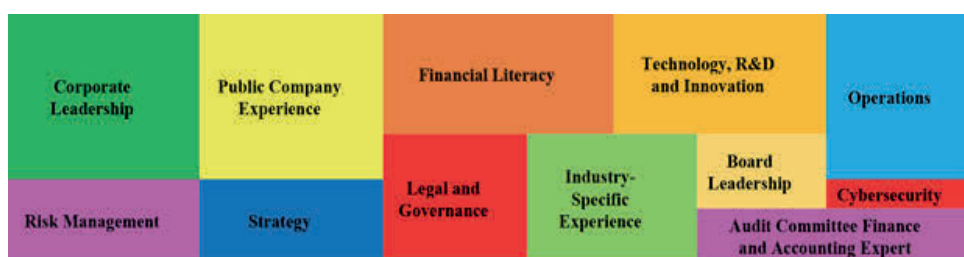 Corporate
Leadership
Public Company
Experience
Financial Literacy
Technology, R&D
and Innovation
Operations
Risk Management
Strategy
Legal and
Governance
Industry-
Specific
Experience
Board
Leadership
Cybersecurity
Audit Committee Finance
and Accounting Expert